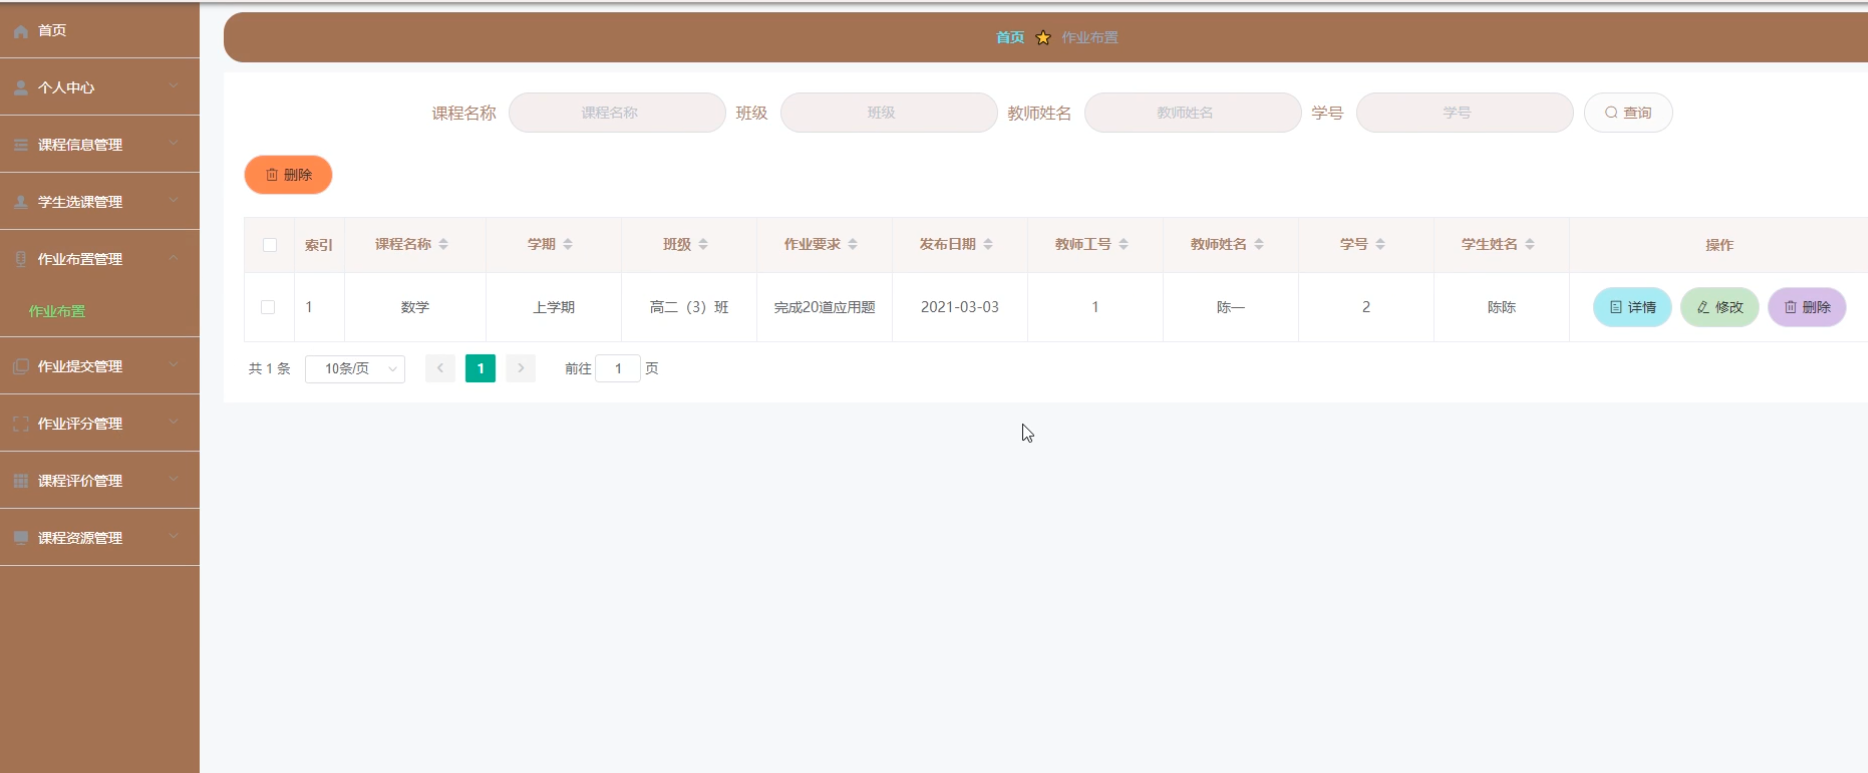 首页
个人中心
课程信息管理
学生选课管理
作业布置管理
作业布置
作业提交管理
作业评分管理
课程评价管理
课程资源管理
首页 作业布置
课程名称 课程名称 班级 班级 教师姓名 教师姓名 学号 学号 查询
删除
索引 课程名称 学期 班级 作业要求 发布日期 教师工号 教师姓名 学号 学生姓名 操作
1 数学 上学期 高二（3）班 完成20道应用题 2021-03-03 1 陈一 2 陈陈 详情 修改 删除
共 1 条 10条/页 1 前往 1 页